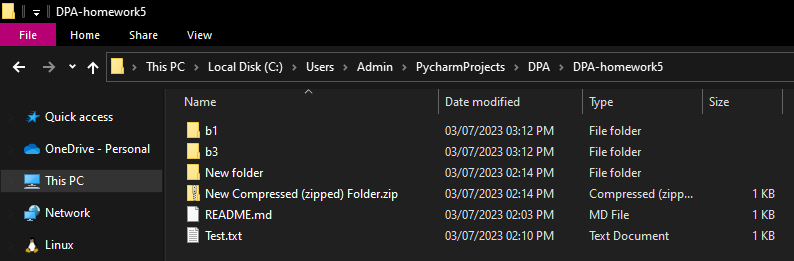 DPA-homework5
File Home Share View
This PC Local Disk (C:) Users Admin PycharmProjects DPA DPA-homework5
Name Date modified Type Size
Quick access
OneDrive - Personal
This PC
Network
Linux
b1 03/07/2023 03:12 PM File folder
b3 03/07/2023 03:12 PM File folder
New folder 03/07/2023 02:14 PM File folder
New Compressed (zipped) Folder.zip 03/07/2023 02:14 PM Compressed (zipp... 1 KB
README.md 03/07/2023 02:03 PM MD File 1 KB
Test.txt 03/07/2023 02:10 PM Text Document 1 KB